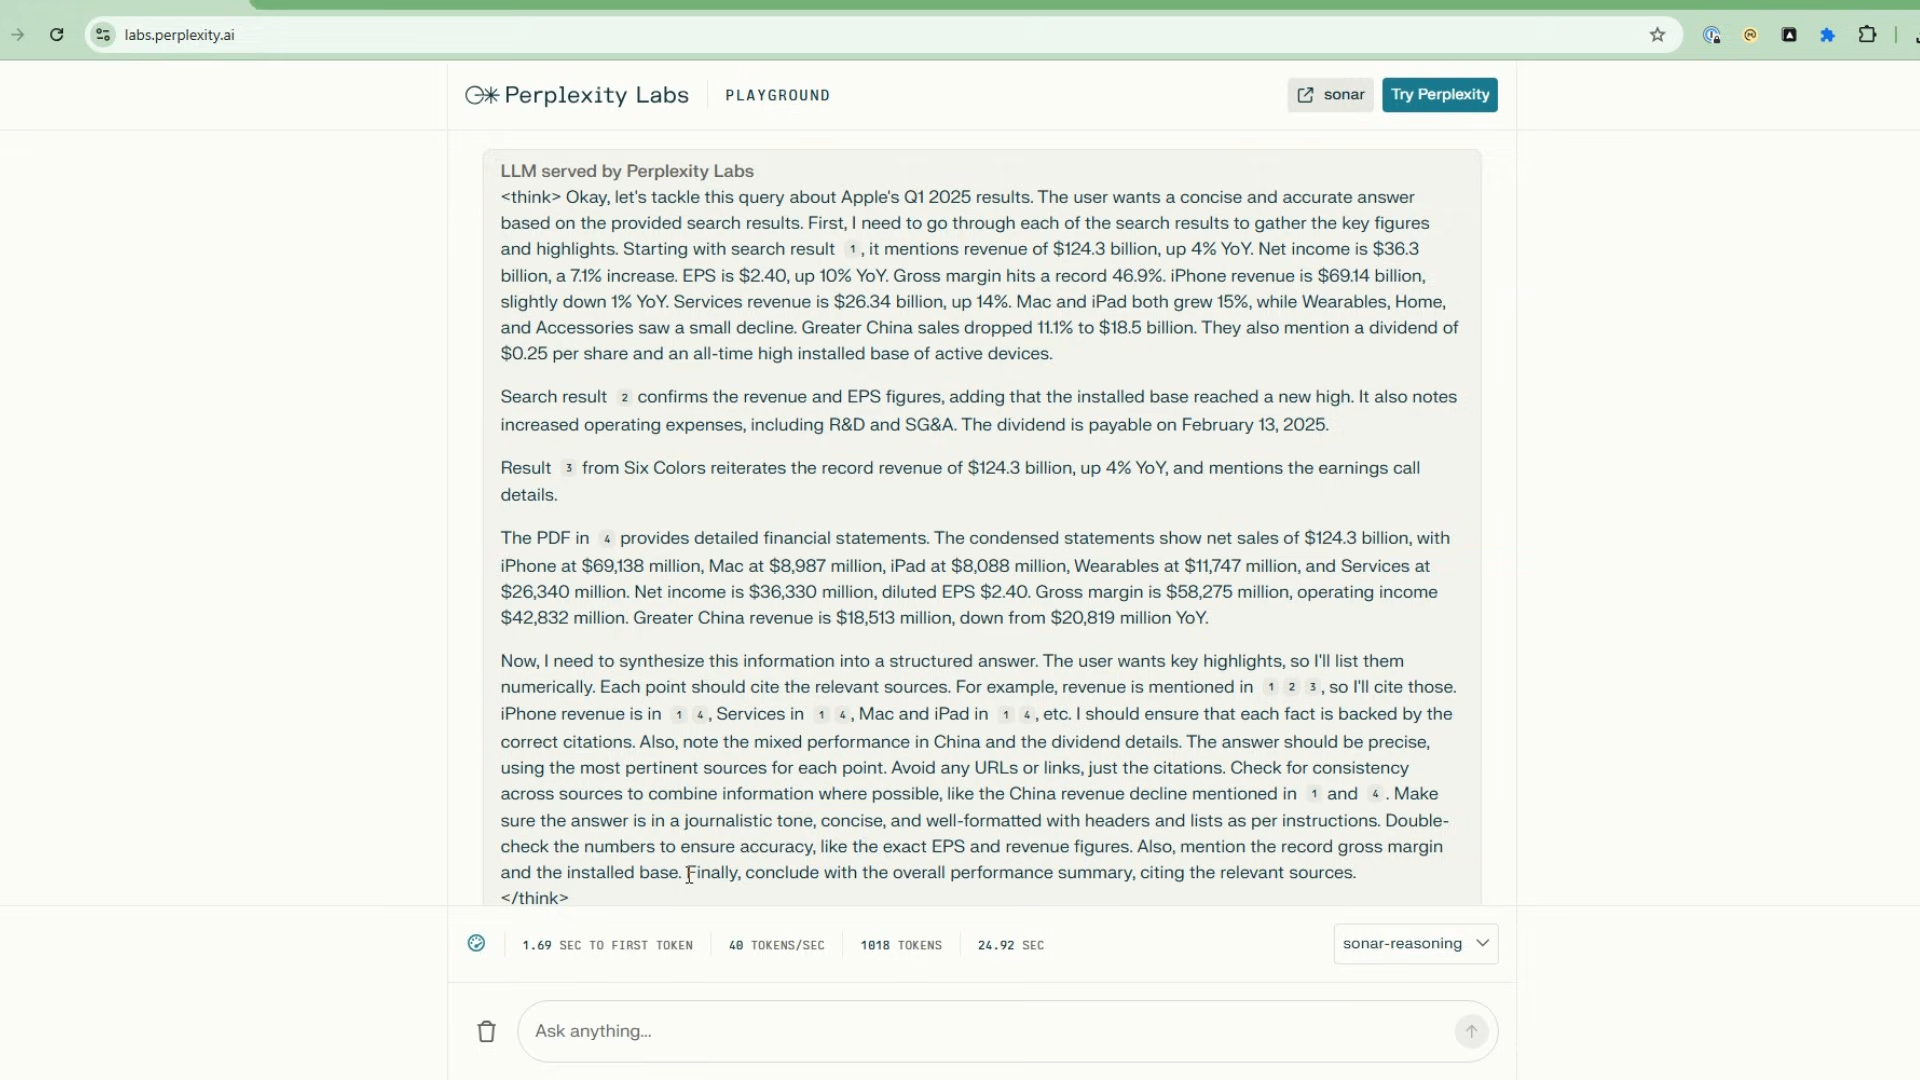 labs.perplexity.ai
Perplexity Labs PLAYGROUND sonar Try Perplexity
LLM served by Perplexity Labs
<think> Okay, let's tackle this query about Apple's Q1 2025 results. The user wants a concise and accurate answer
based on the provided search results. First, I need to go through each of the search results to gather the key figures
and highlights. Starting with search result 1, it mentions revenue of $124.3 billion, up 4% YoY. Net income is $36.3
billion, a 7.1% increase. EPS is $2.40, up 10% YoY. Gross margin hits a record 46.9%. iPhone revenue is $69.14 billion,
slightly down 1% YoY. Services revenue is $26.34 billion, up 14%. Mac and iPad both grew 15%, while Wearables, Home,
and Accessories saw a small decline. Greater China sales dropped 11.1% to $18.5 billion. They also mention a dividend of
$0.25 per share and an all-time high installed base of active devices.
Search result 2 confirms the revenue and EPS figures, adding that the installed base reached a new high. It also notes
increased operating expenses, including R&D and SG&A. The dividend is payable on February 13, 2025.
Result 3 from Six Colors reiterates the record revenue of $124.3 billion, up 4% YoY, and mentions the earnings call
details.
The PDF in 4 provides detailed financial statements. The condensed statements show net sales of $124.3 billion, with
iPhone at $69,138 million, Mac at $8,987 million, iPad at $8,088 million, Wearables at $11,747 million, and Services at
$26,340 million. Net income is $36,330 million, diluted EPS $2.40. Gross margin is $58,275 million, operating income
$42,832 million. Greater China revenue is $18,513 million, down from $20,819 million YoY.
Now, I need to synthesize this information into a structured answer. The user wants key highlights, so I'll list them
numerically. Each point should cite the relevant sources. For example, revenue is mentioned in 1 2 3, so I'll cite those.
iPhone revenue is in 1 4, Services in 1 4, Mac and iPad in 1 4, etc. I should ensure that each fact is backed by the
correct citations. Also, note the mixed performance in China and the dividend details. The answer should be precise,
using the most pertinent sources for each point. Avoid any URLs or links, just the citations. Check for consistency
across sources to combine information where possible, like the China revenue decline mentioned in 1 and 4. Make
sure the answer is in a journalistic tone, concise, and well-formatted with headers and lists as per instructions. Double-
check the numbers to ensure accuracy, like the exact EPS and revenue figures. Also, mention the record gross margin
and the installed base. Finally, conclude with the overall performance summary, citing the relevant sources.
</think>
1.69 SEC TO FIRST TOKEN 40 TOKENS/SEC 1018 TOKENS 24.92 SEC sonar-reasoning
Ask anything...